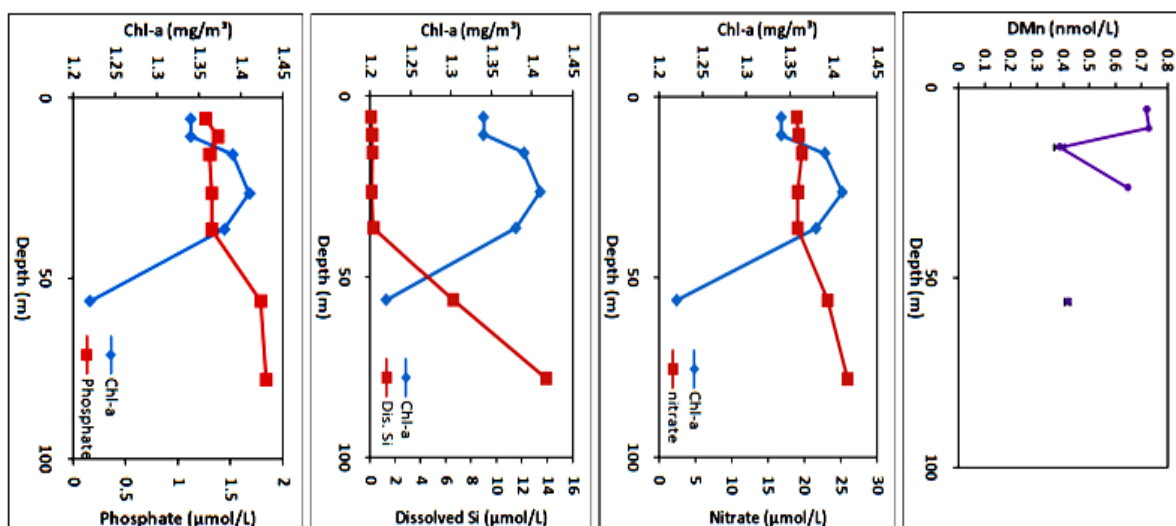 Chl-a (mg/m³)
1.2 1.25 1.3 1.35 1.4 1.45
0
50
100
Depth (m)
Chl-a
Phosphate
0 0.5 1 1.5 2
Phosphate (µmol/L)
Chl-a (mg/m³)
1.2 1.25 1.3 1.35 1.4 1.45
0
50
100
Depth (m)
Chl-a
Dis. Si
0 2 4 6 8 10 12 14 16
Dissolved Si (µmol/L)
Chl-a (mg/m³)
1.2 1.25 1.3 1.35 1.4 1.45
0
50
100
Depth (m)
Chl-a
nitrate
0 5 10 15 20 25 30
Nitrate (µmol/L)
DMn (nmol/L)
0 0.1 0.2 0.3 0.4 0.5 0.6 0.7 0.8
0
50
100
Depth (m)